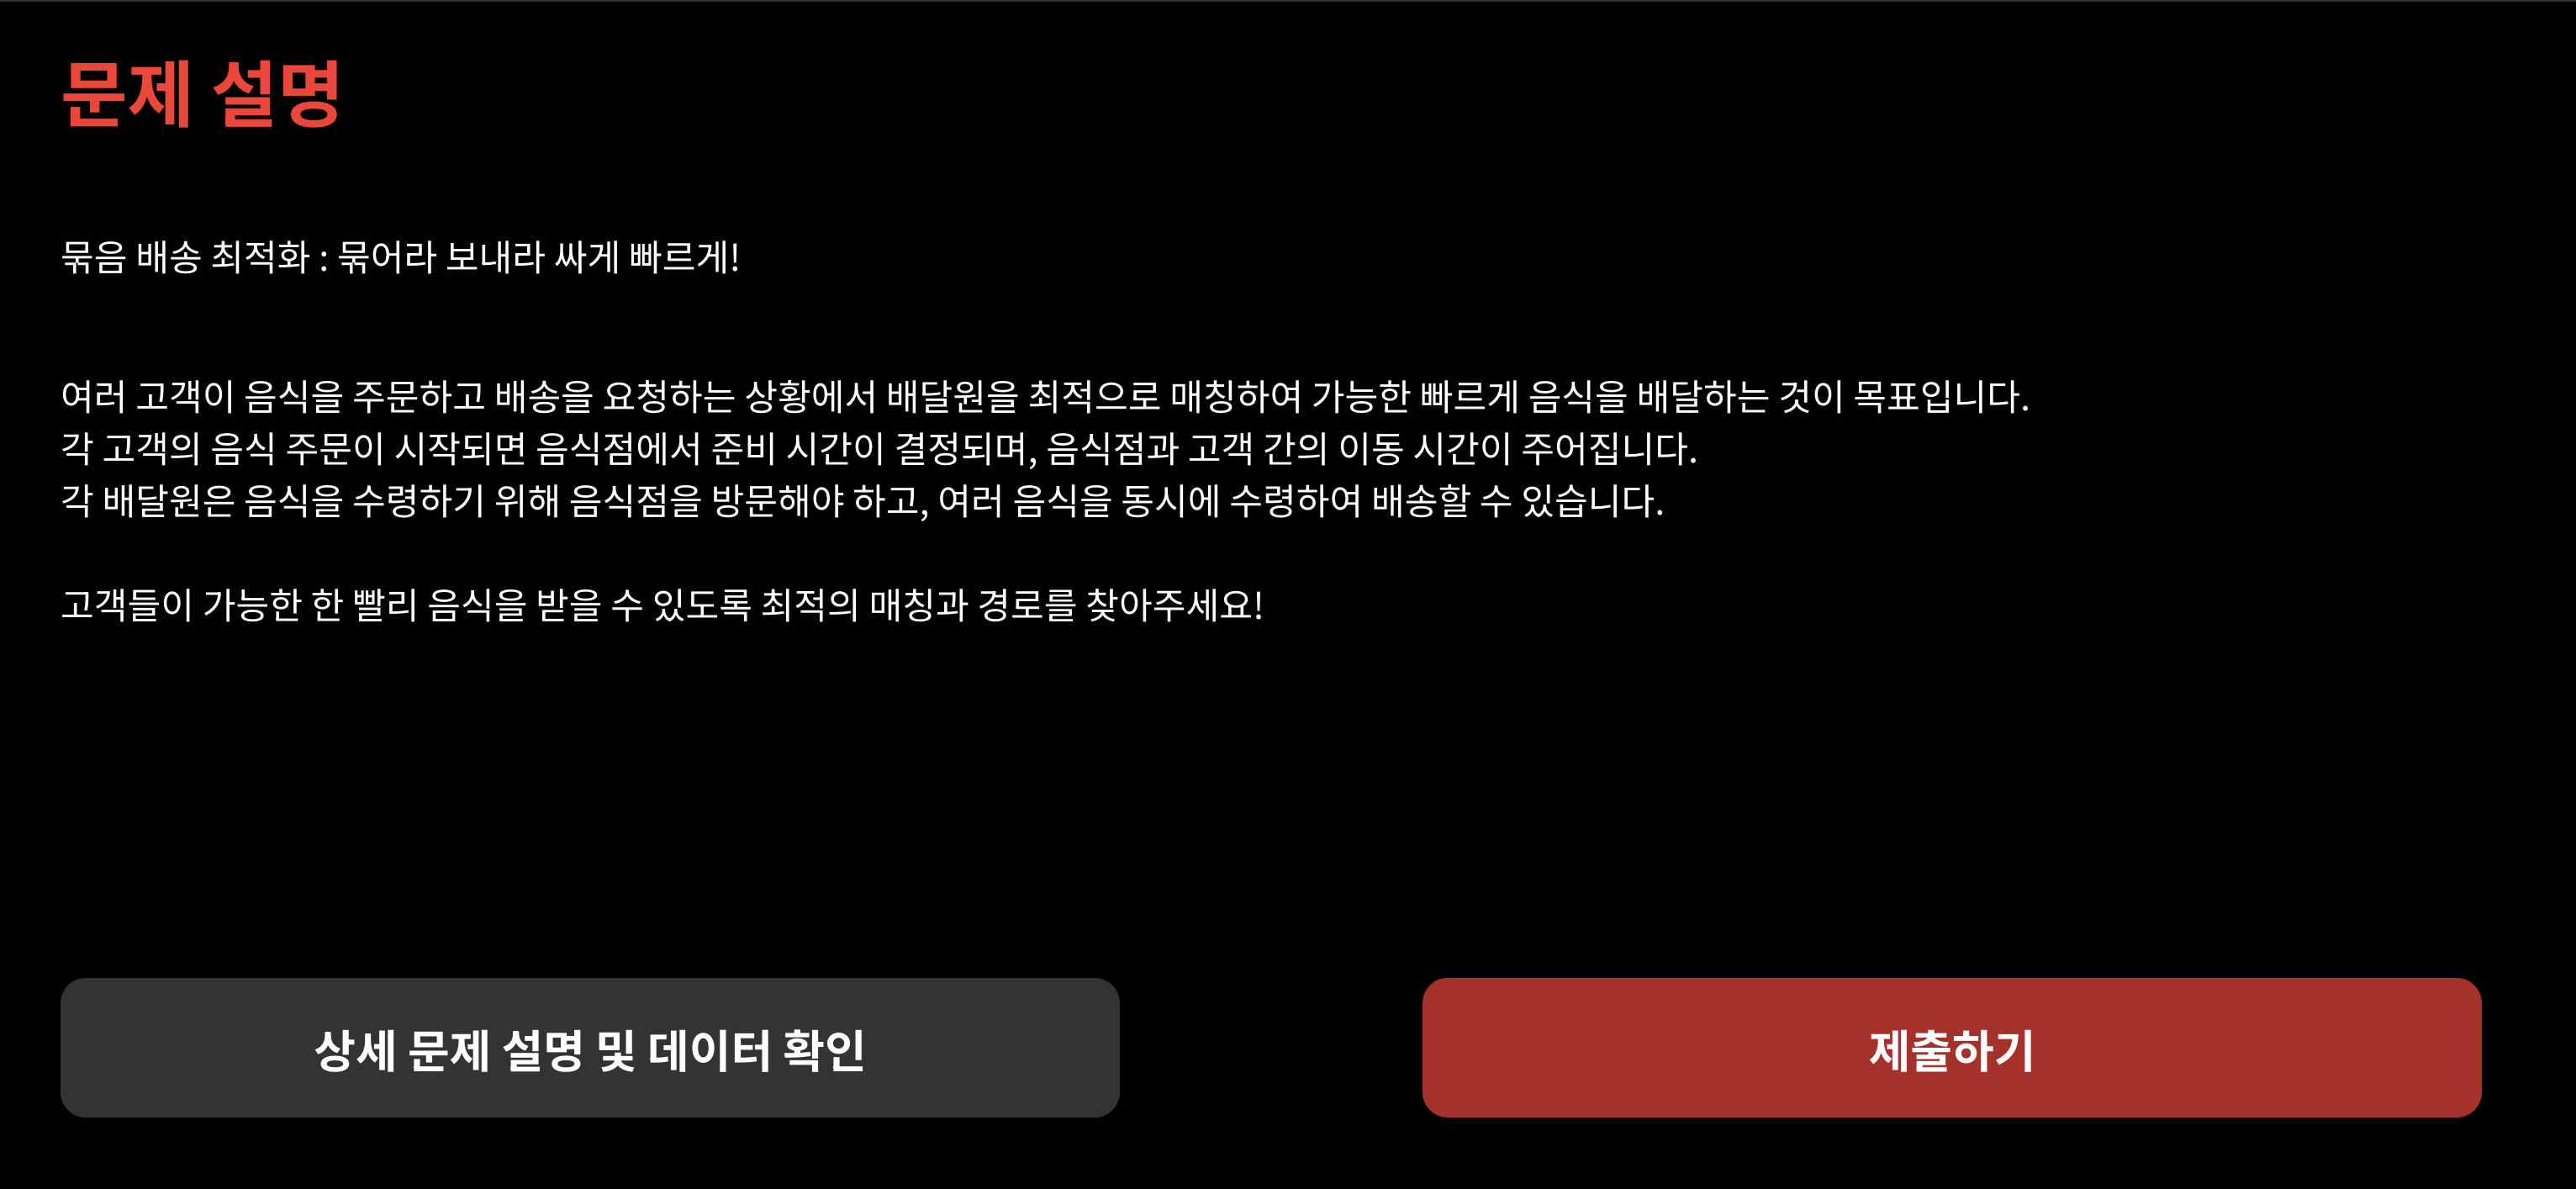 문제 설명
묶음 배송 최적화 : 묶어라 보내라 싸게 빠르게!
여러 고객이 음식을 주문하고 배송을 요청하는 상황에서 배달원을 최적으로 매칭하여 가능한 빠르게 음식을 배달하는 것이 목표입니다.
각 고객의 음식 주문이 시작되면 음식점에서 준비 시간이 결정되며, 음식점과 고객 간의 이동 시간이 주어집니다.
각 배달원은 음식을 수령하기 위해 음식점을 방문해야 하고, 여러 음식을 동시에 수령하여 배송할 수 있습니다.
고객들이 가능한 한 빨리 음식을 받을 수 있도록 최적의 매칭과 경로를 찾아주세요!
상세 문제 설명 및 데이터 확인
제출하기